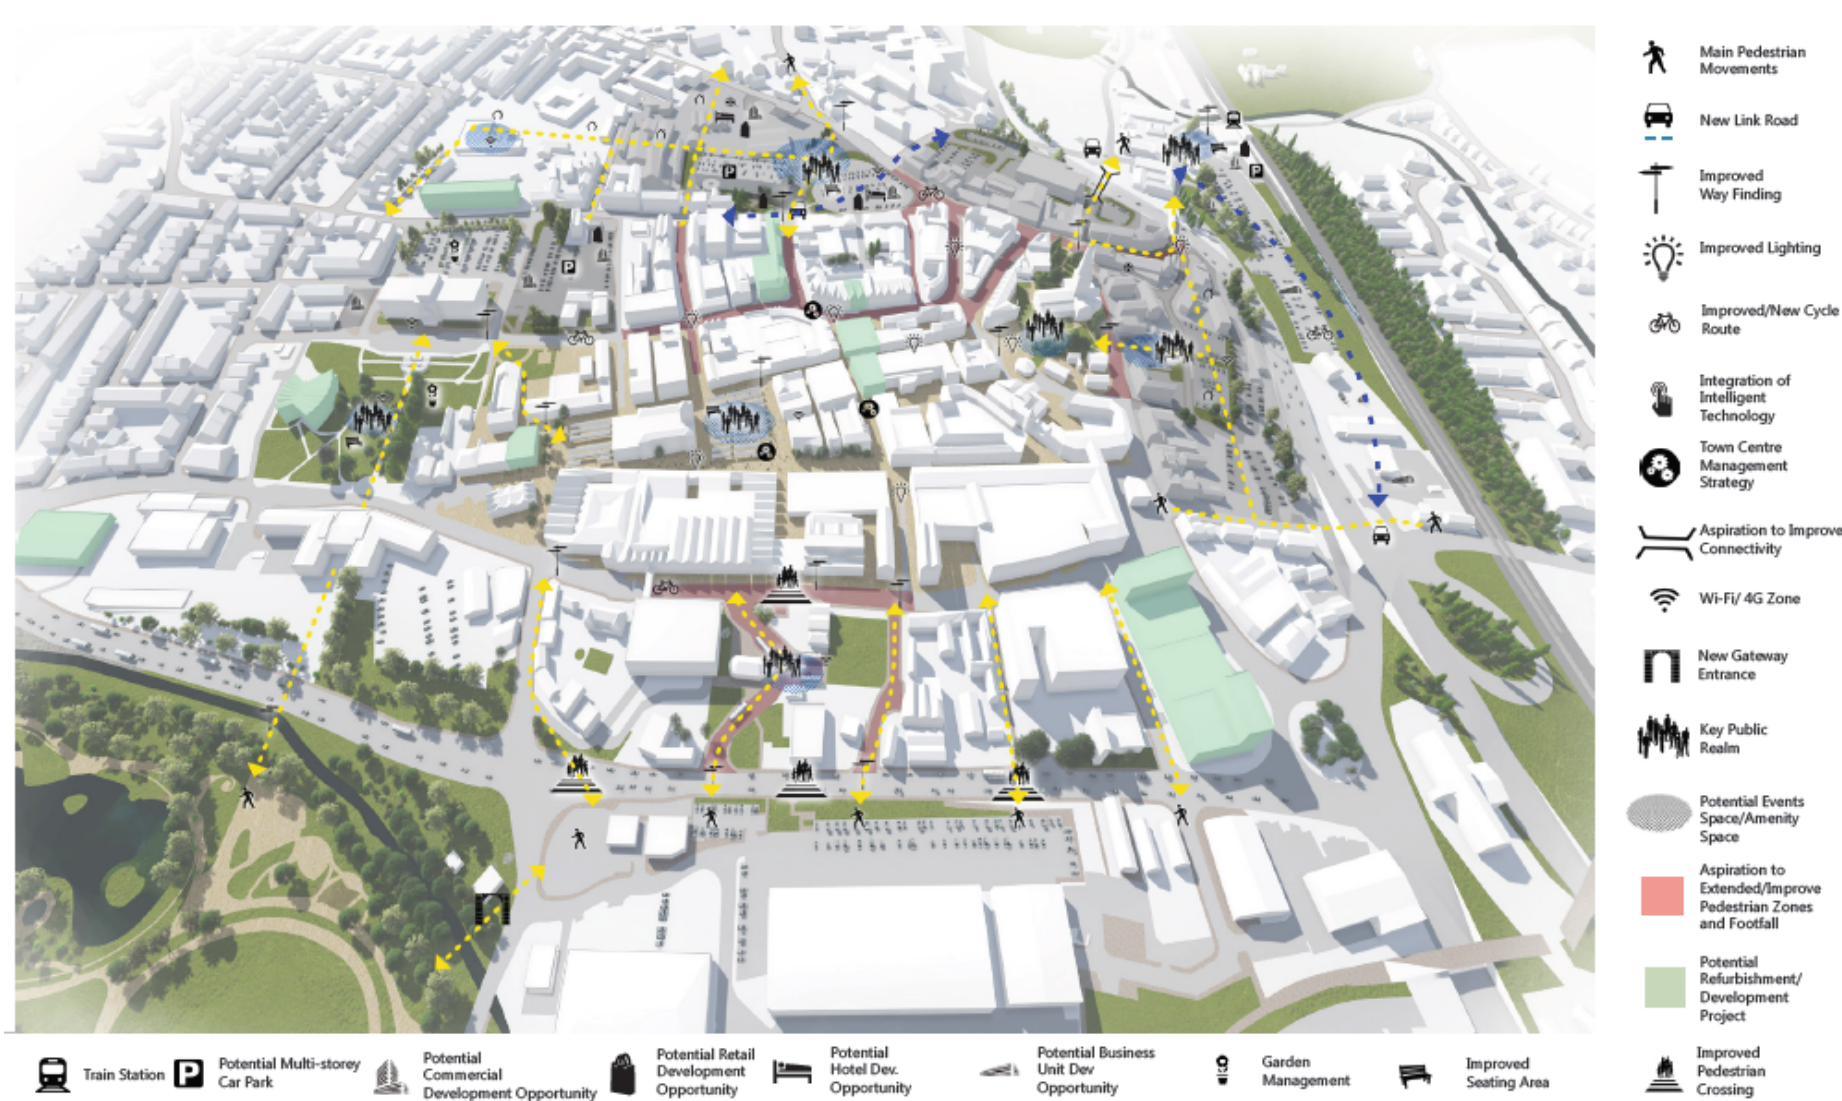 Main Pedestrian
Movements
New Link Road
Improved
Way Finding
Improved Lighting
Improved/New Cycle
Route
Integration of
Intelligent
Technology
Town Centre
Management
Strategy
Aspiration to Improve
Connectivity
Wi-Fi/ 4G Zone
New Gateway
Entrance
Key Public
Realm
Potential Events
Space/Amenity
Space
Aspiration to
Extended/Improve
Pedestrian Zones
and Footfall
Potential
Refurbishment/
Development
Project
Improved
Pedestrian
Crossing
P
P
P
Train Station
P
Potential Multi-storey
Car Park
Potential
Commercial
Development Opportunity
Potential Retail
Development
Opportunity
Potential
Hotel Dev.
Opportunity
Potential Business
Unit Dev
Opportunity
Garden
Management
Improved
Seating Area